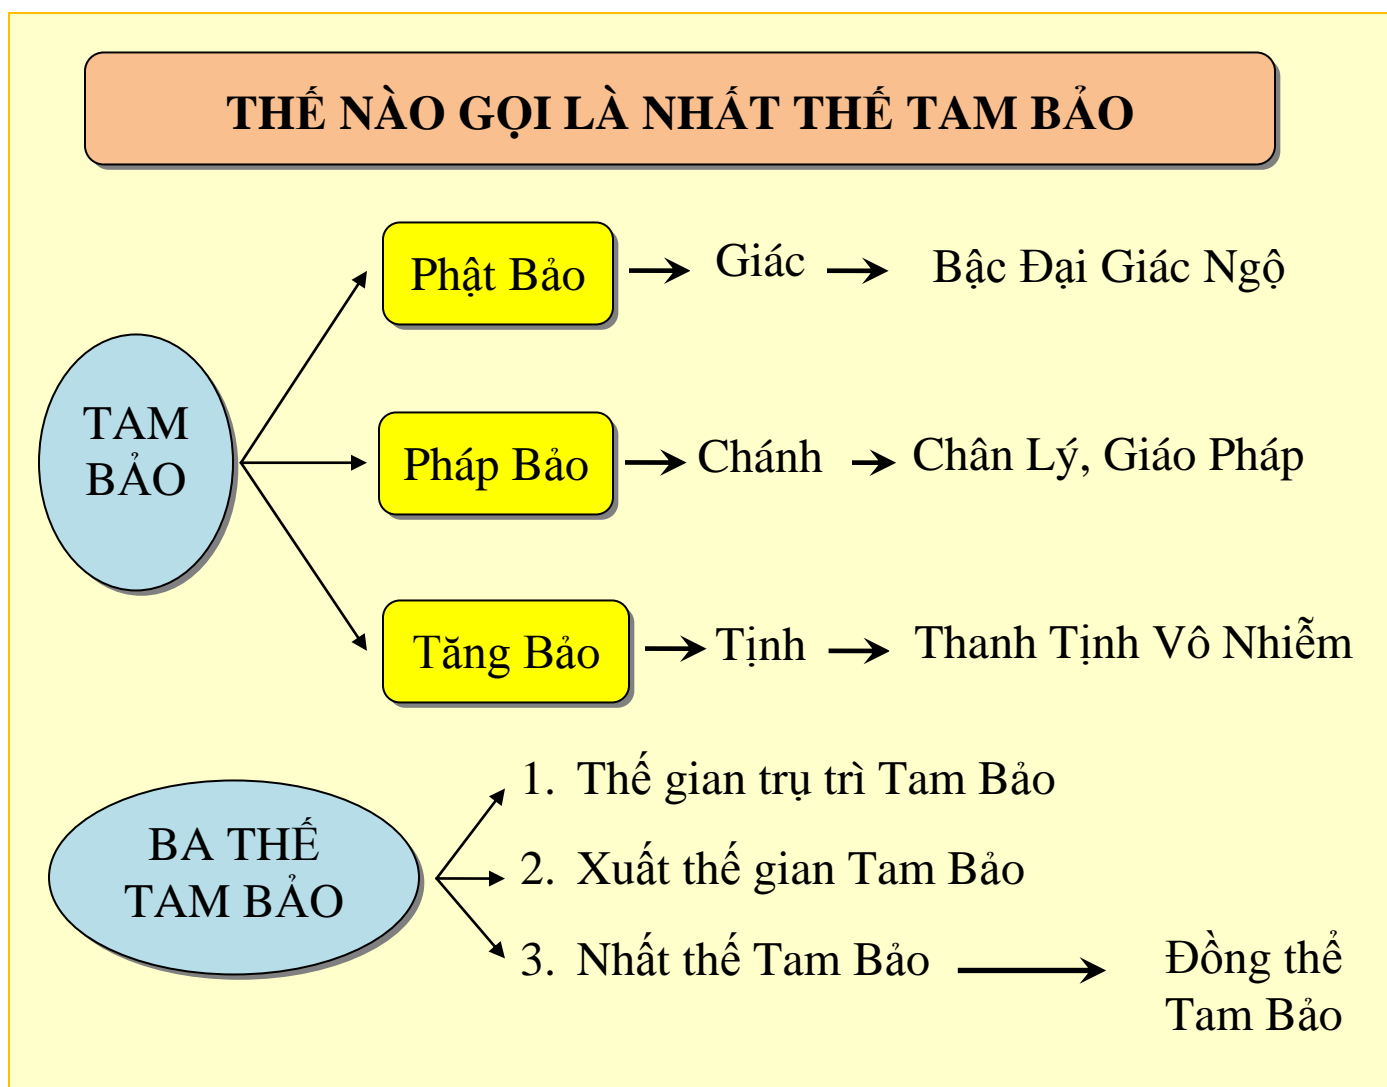 THẾ NÀO GỌI LÀ NHẤT THẾ TAM BẢO
Phật Bảo Giác Bậc Đại Giác Ngộ
TAM
BẢO
Pháp Bảo Chánh Chân Lý, Giáo Pháp
Tăng Bảo Tịnh Thanh Tịnh Vô Nhiễm
BA THẾ
TAM BẢO
1. Thế gian trụ trì Tam Bảo
2. Xuất thế gian Tam Bảo
3. Nhất thế Tam Bảo
Đồng thể
Tam Bảo